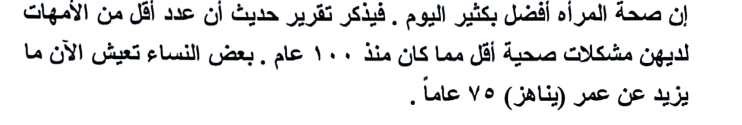 إن صحة المرأه أفضل بكثير اليوم . فيذكر تقرير حديث أن عدد أقل من الأمهات
لديهن مشكلات صحية أقل مما كان منذ ١٠٠ عام . بعض النساء تعيش الآن ما
يزيد عن عمر (يناهز) ٧٥ عاماً .